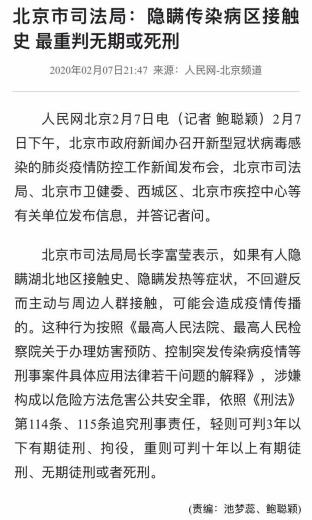 北京市司法局：隐瞒传染病区接触
史 最重判无期或死刑
2020年02月07日21:47 来源：人民网-北京频道
人民网北京2月7日电（记者 鲍聪颖）2月7
日下午，北京市政府新闻办召开新型冠状病毒感
染的肺炎疫情防控工作新闻发布会，北京市司法
局、北京市卫健委、西城区、北京市疾控中心等
有关单位发布信息，并答记者问。
北京市司法局局长李富莹表示，如果有人隐
瞒湖北地区接触史、隐瞒发热等症状，不回避反
而主动与周边人群接触，可能会造成疫情传播
的。这种行为按照《最高人民法院、最高人民检
察院关于办理妨害预防、控制突发传染病疫情等
刑事案件具体应用法律若干问题的解释》，涉嫌
构成以危险方法危害公共安全罪，依照《刑法》
第114条、115条追究刑事责任，轻则可判3年以
下有期徒刑、拘役，重则可判十年以上有期徒
刑、无期徒刑或者死刑。
(责编：池梦蕊、鲍聪颖)